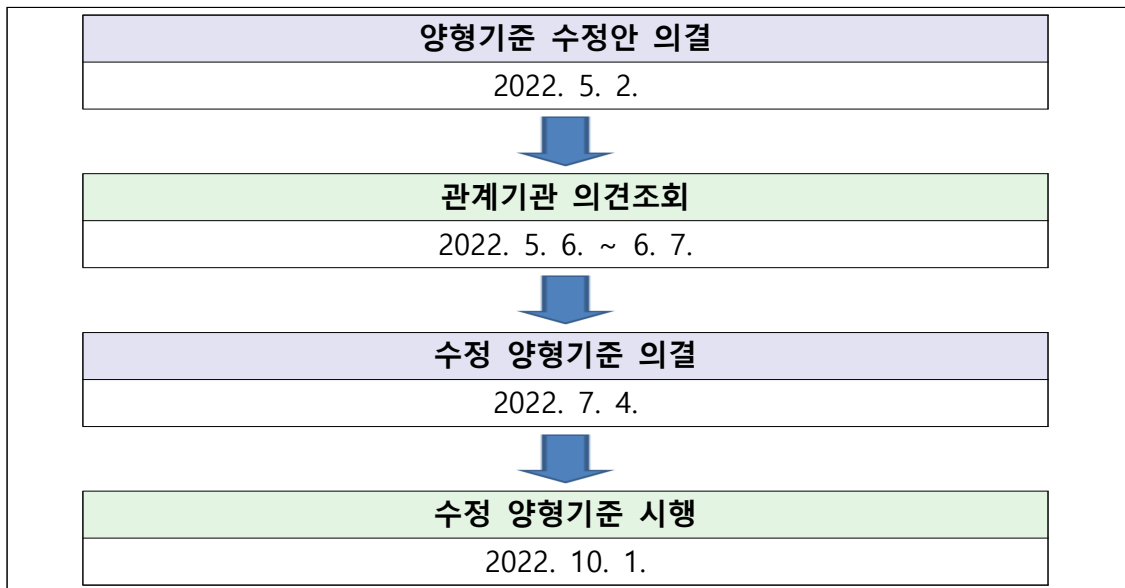 양형기준 수정안 의결
2022. 5. 2.
관계기관 의견조회
2022. 5. 6. ~ 6. 7.
수정 양형기준 의결
2022. 7. 4.
수정 양형기준 시행
2022. 10. 1.